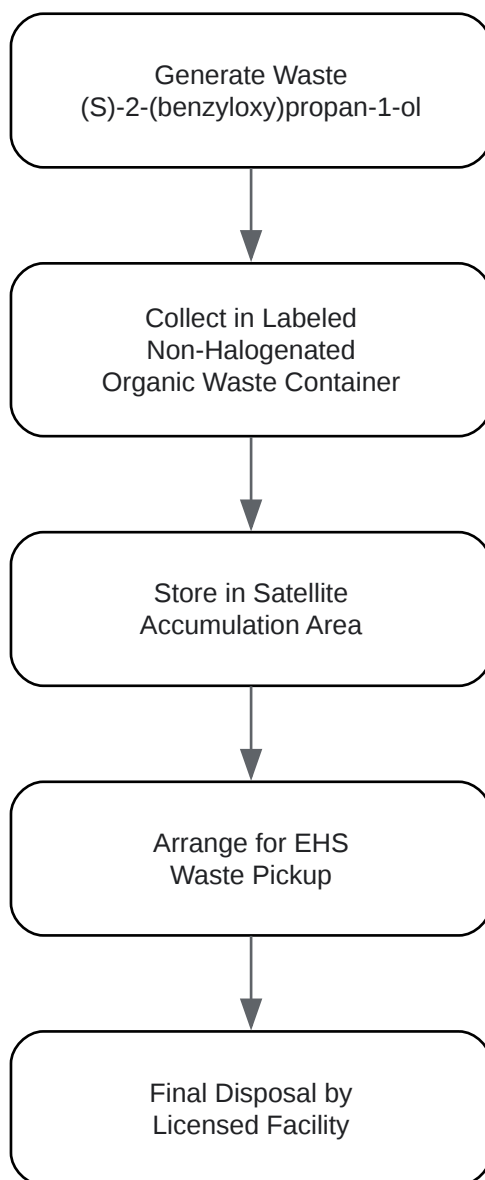 Generate Waste
(S)-2-(benzyloxy)propan-1-ol
Collect in Labeled
Non-Halogenated
Organic Waste Container
Store in Satellite
Accumulation Area
Arrange for EHS
Waste Pickup
Final Disposal by
Licensed Facility